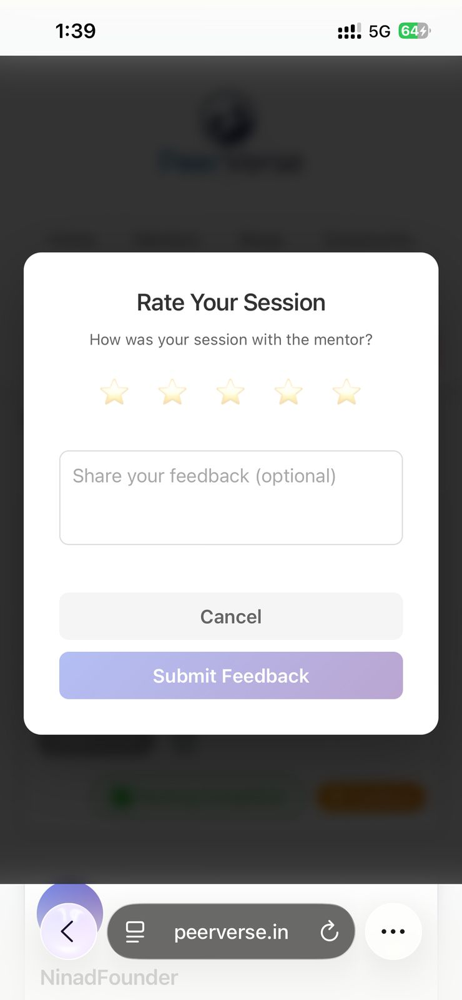 1:39
5G
64
Rate Your Session
How was your session with the mentor?
Share your feedback (optional)
Cancel
Submit Feedback
peerverse.in
NinadFounder